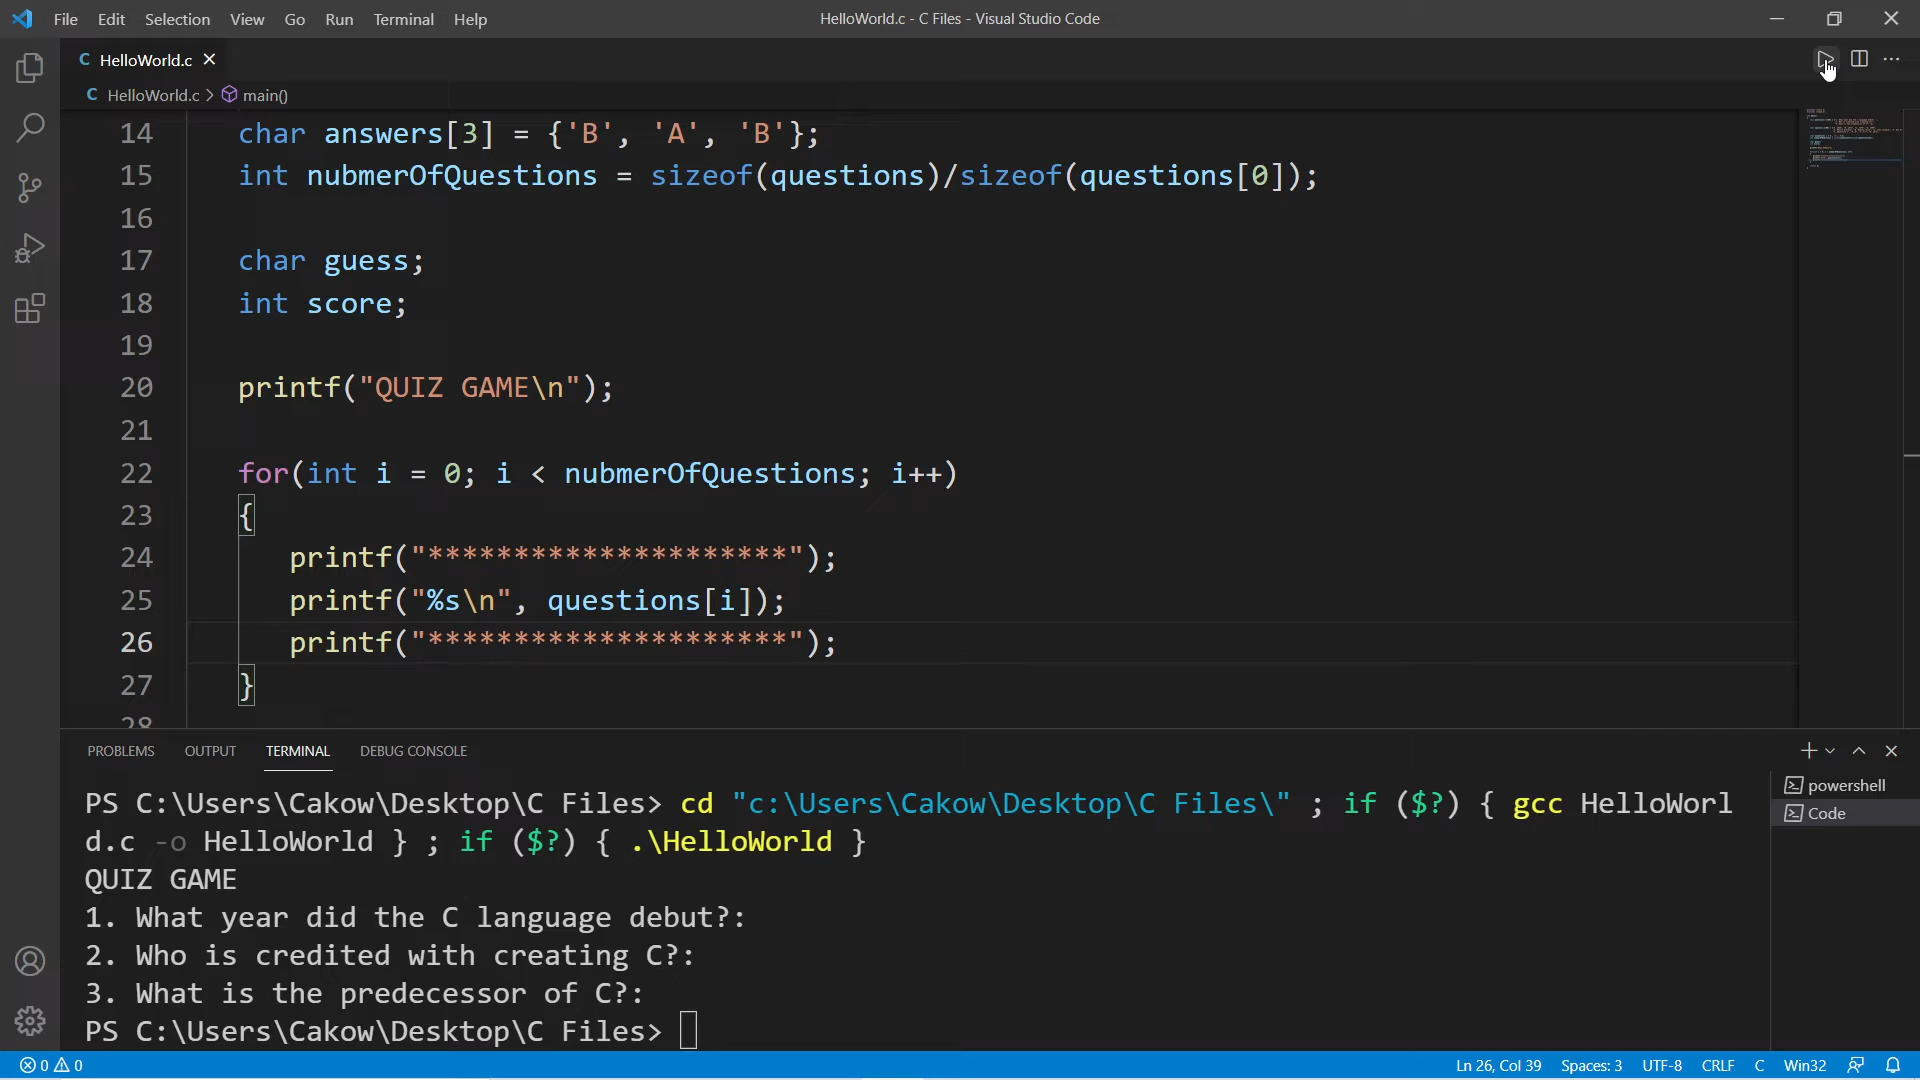 File Edit Selection View Go Run Terminal Help HelloWorld.c - C Files - Visual Studio Code
C HelloWorld.c
C HelloWorld.c > main()
14 char answers[3] = {'B', 'A', 'B'};
15 int nubmerOfQuestions = sizeof(questions)/sizeof(questions[0]);
16
17 char guess;
18 int score;
19
20 printf("QUIZ GAME\n");
21
22 for(int i = 0; i < nubmerOfQuestions; i++)
23 {
24 printf("*********************");
25 printf("%s\n", questions[i]);
26 printf("*********************");
27 }
28
PROBLEMS OUTPUT TERMINAL DEBUG CONSOLE
PS C:\Users\Cakow\Desktop\C Files> cd "c:\Users\Cakow\Desktop\C Files\" ; if ($?) { gcc HelloWorl
d.c -o HelloWorld } ; if ($?) { .\HelloWorld }
QUIZ GAME
1. What year did the C language debut?:
2. Who is credited with creating C?:
3. What is the predecessor of C?:
PS C:\Users\Cakow\Desktop\C Files>
powershell
Code
0 0 Ln 26, Col 39 Spaces: 3 UTF-8 CRLF C Win32